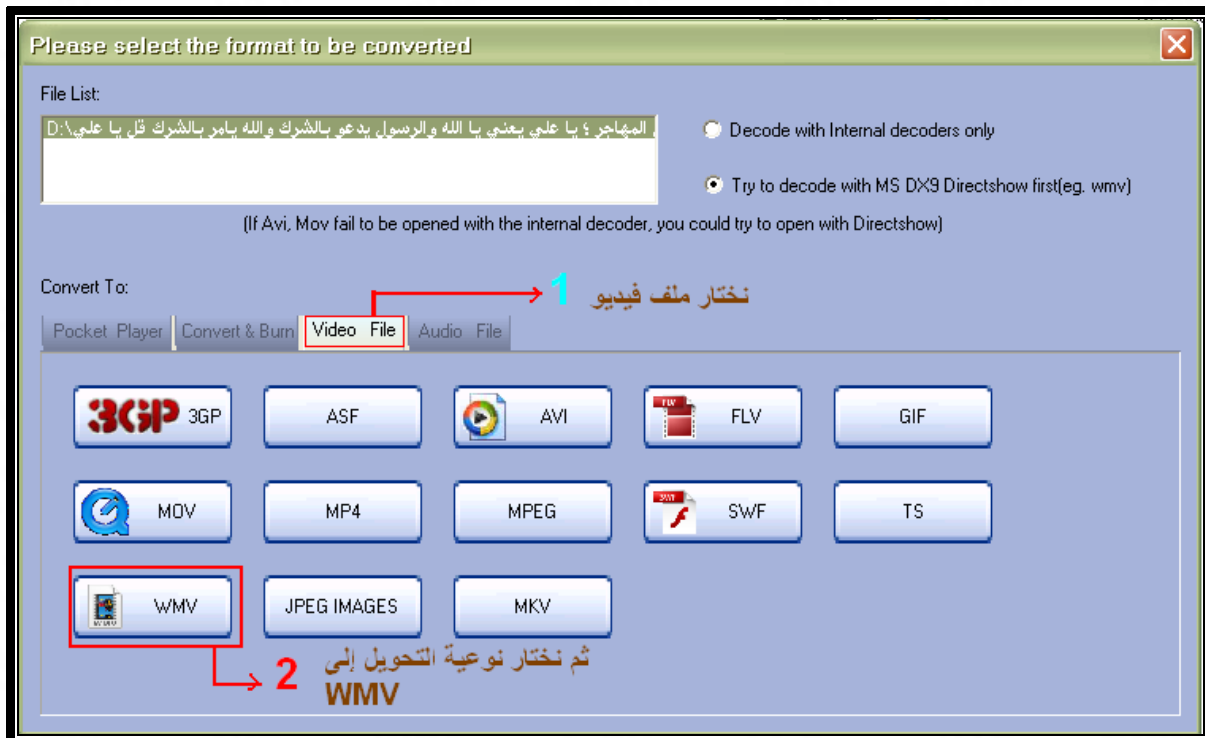 Please select the format to be converted
File List:
D:\المهاجر ؟ يا علي يعني يا الله والرسول يدعو بالشرك والله يامر بالشرك قل يا علي
Decode with Internal decoders only
Try to decode with MS DX9 Directshow first(eg. wmv)
(If Avi, Mov fail to be opened with the internal decoder, you could try to open with Directshow)
Convert To:
1 نختار ملف فيديو
Pocket Player Convert & Burn Video File Audio File
3GP 3GP ASF AVI FLV FLV GIF
MOV MP4 MPEG SWF SWF TS
WMV WMV JPEG IMAGES MKV
2 ثم نختار نوعية التحويل إلى
WMV